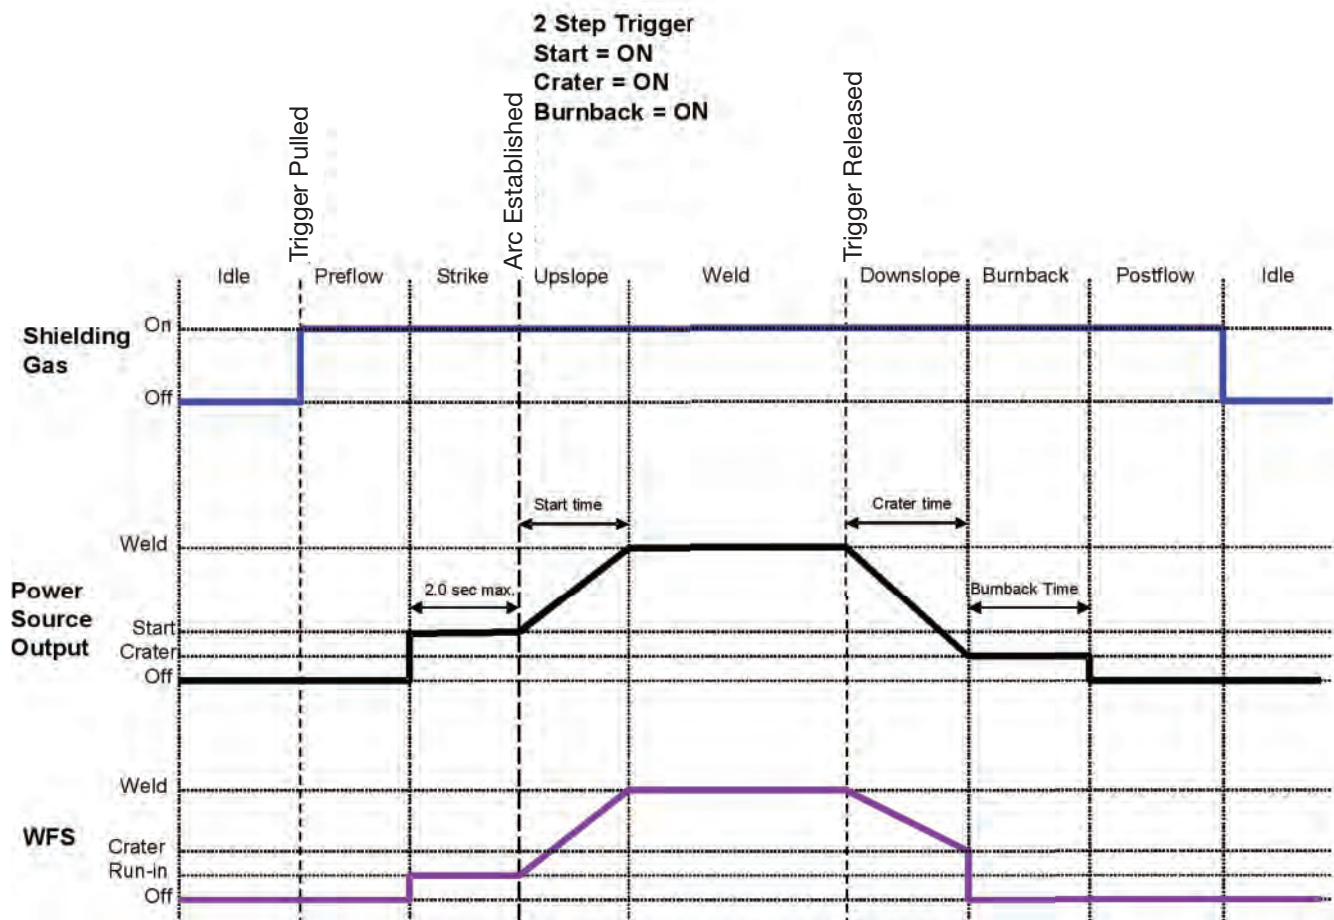 2 Step Trigger
Start = ON
Crater = ON
Burnback = ON
Trigger Pulled
Arc Established
Trigger Released
Idle
Preflow
Strike
Upslope
Weld
Downslope
Burnback
Postflow
Idle
Shielding
Gas
On
Off
Start time
Crater time
2.0 sec max.
Burnback Time
Power
Source
Output
Weld
Start
Crater
Off
WFS
Weld
Crater
Run-in
Off